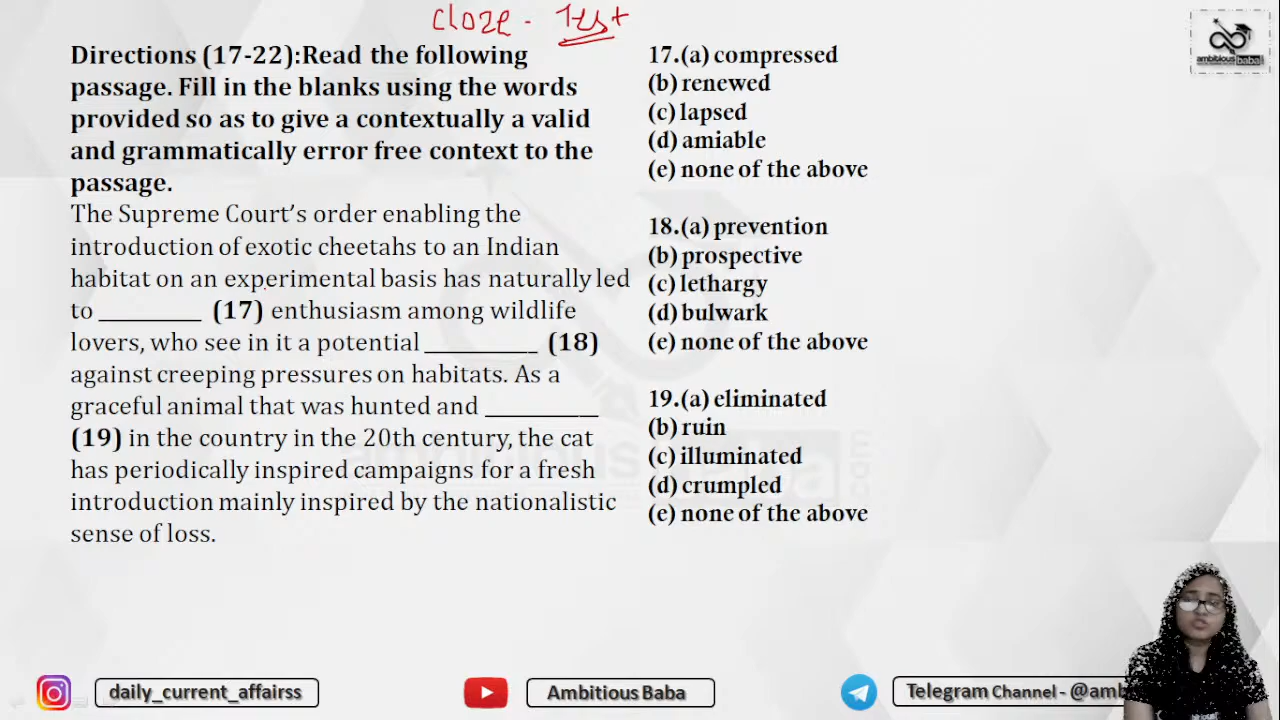 cloze - Test
Directions (17-22):Read the following
passage. Fill in the blanks using the words
provided so as to give a contextually a valid
and grammatically error free context to the
passage.
The Supreme Court's order enabling the
introduction of exotic cheetahs to an Indian
habitat on an experimental basis has naturally led
to _________ (17) enthusiasm among wildlife
lovers, who see in it a potential __________ (18)
against creeping pressures on habitats. As a
graceful animal that was hunted and __________
(19) in the country in the 20th century, the cat
has periodically inspired campaigns for a fresh
introduction mainly inspired by the nationalistic
sense of loss.
17.(a) compressed
(b) renewed
(c) lapsed
(d) amiable
(e) none of the above
18.(a) prevention
(b) prospective
(c) lethargy
(d) bulwark
(e) none of the above
19.(a) eliminated
(b) ruin
(c) illuminated
(d) crumpled
(e) none of the above
ambitiousbaba.com
daily_current_affairss
Ambitious Baba
Telegram Channel - @amb